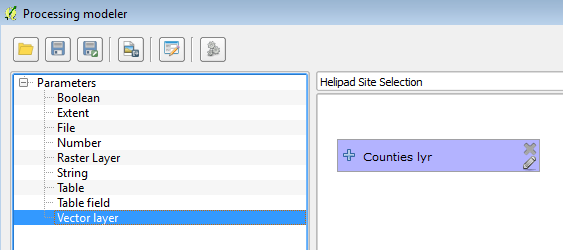 Processing modeler
Parameters
Helipad Site Selection
Boolean
Extent
File
Number
Counties lyr
Raster Layer
String
Table
Table field
Vector layer